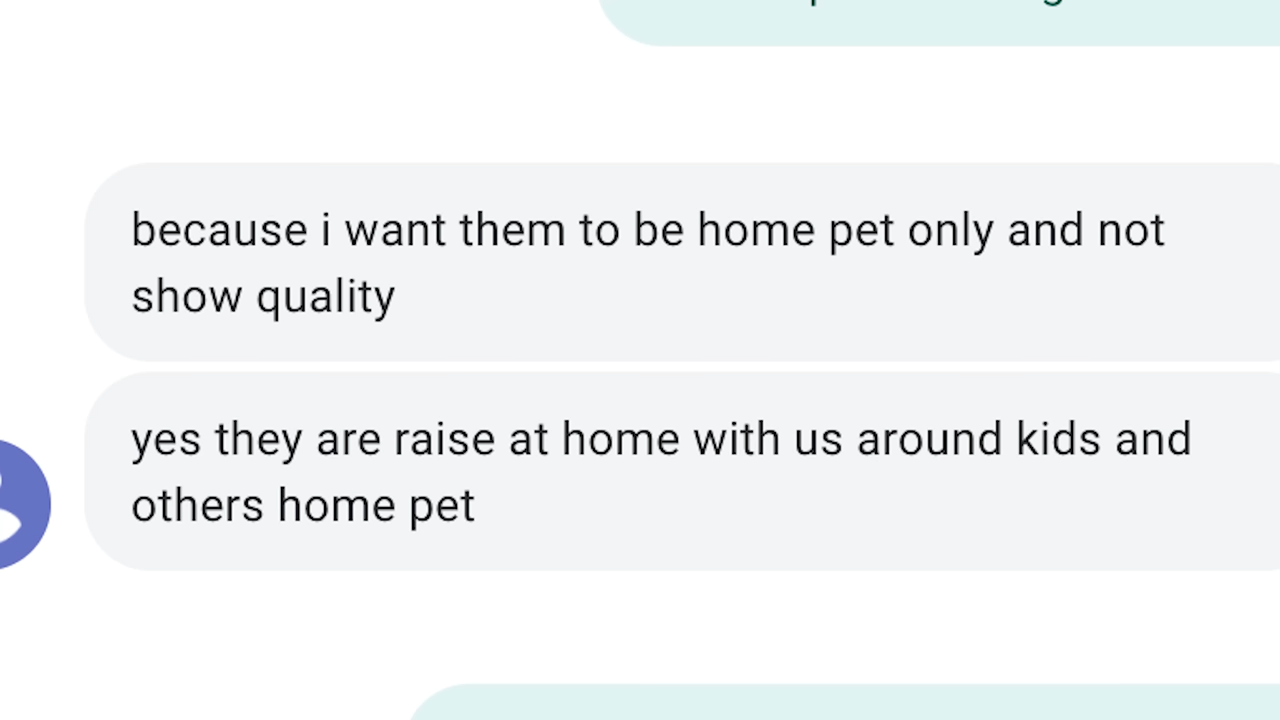 because i want them to be home pet only and not
show quality
yes they are raise at home with us around kids and
others home pet